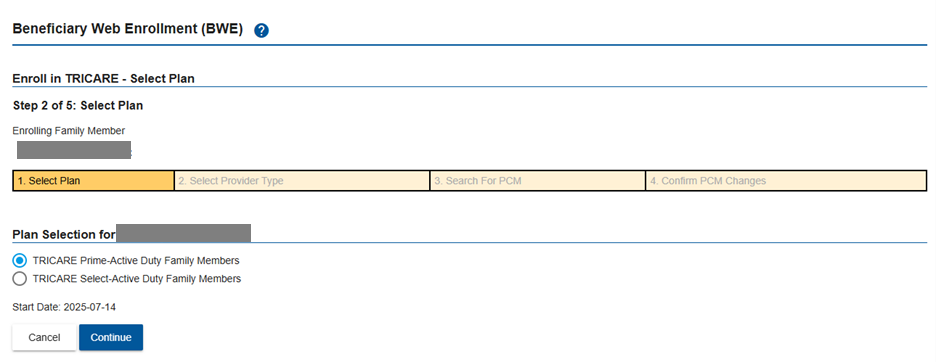 Beneficiary Web Enrollment (BWE) ?
Enroll in TRICARE - Select Plan
Step 2 of 5: Select Plan
Enrolling Family Member
1. Select Plan 2. Select Provider Type 3. Search For PCM 4. Confirm PCM Changes
Plan Selection for
TRICARE Prime-Active Duty Family Members
TRICARE Select-Active Duty Family Members
Start Date: 2025-07-14
Cancel Continue